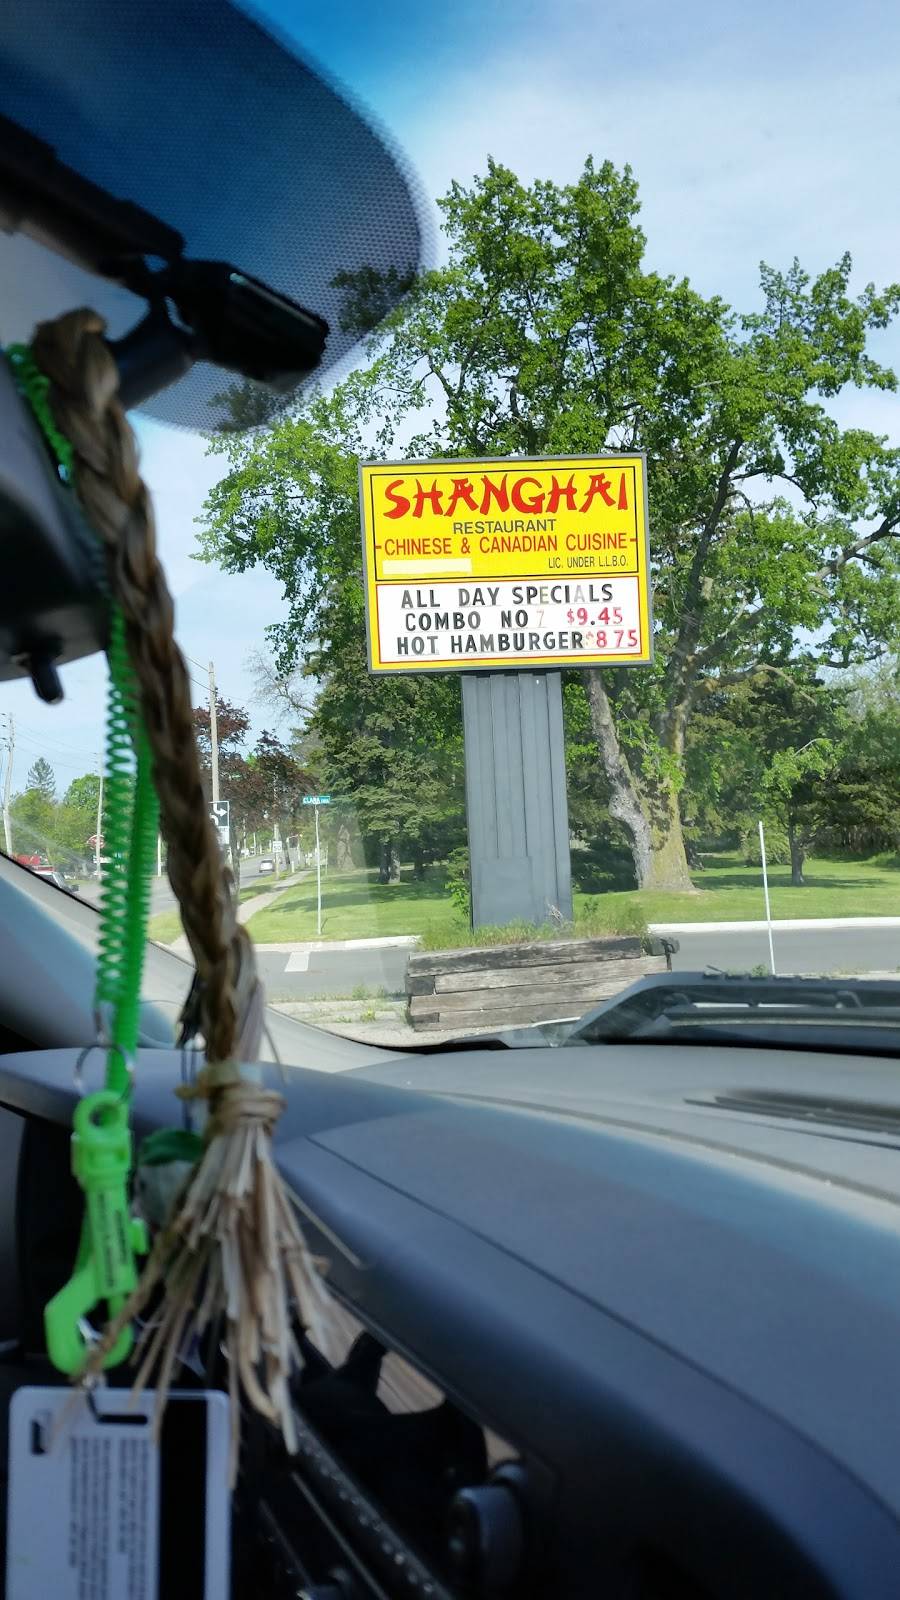 SHANGHAI
RESTAURANT
-CHINESE & CANADIAN CUISINE-
LIC. UNDER L.L.B.O.
ALL DAY SPECIALS
COMBO NO 7 $9.45
HOT HAMBURGER $8 75
CLARA